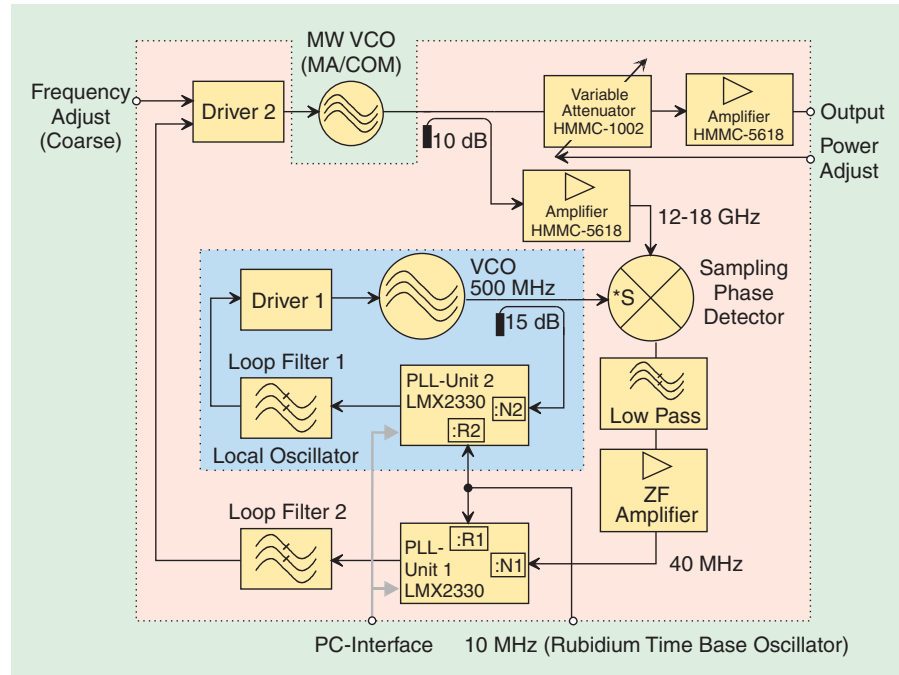 MW VCO
(MA/COM)
Frequency
Adjust
(Coarse)
Driver 2
10 dB
Variable
Attenuator
HMMC-1002
Amplifier
HMMC-5618
Output
Power
Adjust
Amplifier
HMMC-5618
12-18 GHz
VCO
500 MHz
Driver 1
15 dB
*S
Sampling
Phase
Detector
Loop Filter 1
PLL-Unit 2
LMX2330
:N2
:R2
Low Pass
Local Oscillator
ZF
Amplifier
Loop Filter 2
PLL-
Unit 1
LMX2330
:R1
:N1
40 MHz
PC-Interface
10 MHz (Rubidium Time Base Oscillator)